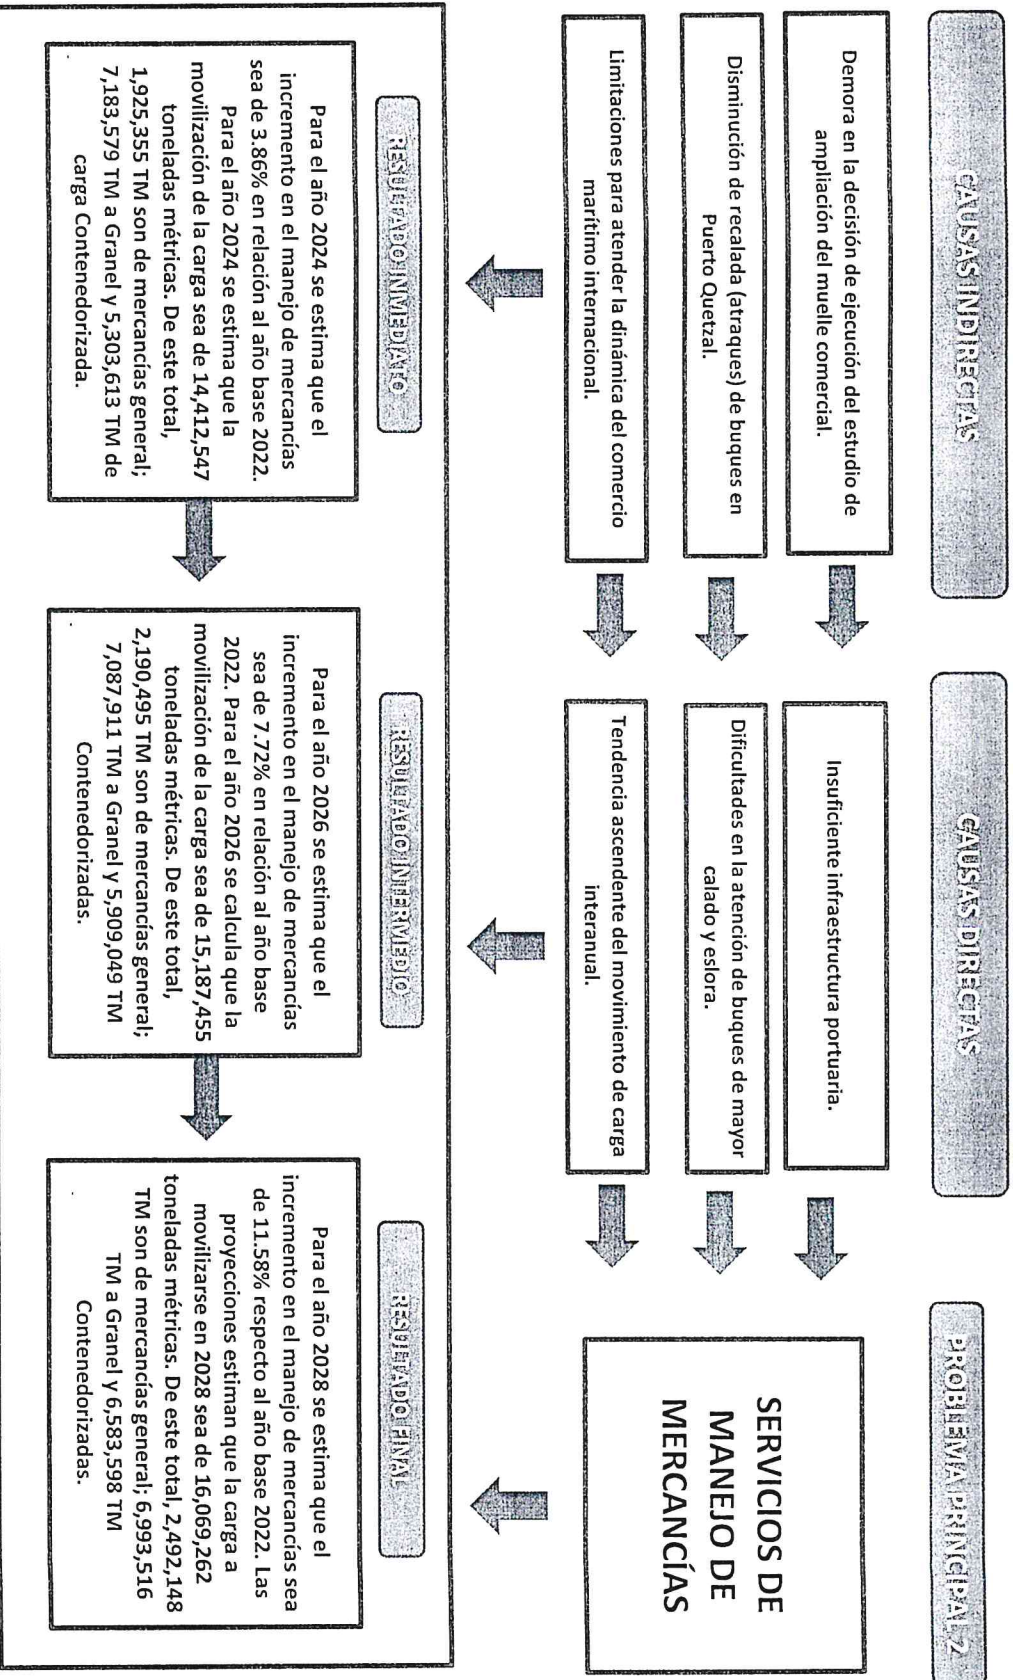 CAUSAS INDIRECTAS
Demora en la decisión de ejecución del estudio de
ampliación del muelle comercial.
Disminución de recalada (atraques) de buques en
Puerto Quetzal.
Limitaciones para atender la dinámica del comercio
marítimo internacional.
CAUSAS DIRECTAS
Insuficiente infraestructura portuaria.
Dificultades en la atención de buques de mayor
calado y eslora.
Tendencia ascendente del movimiento de carga
interanual.
PROBLEMA PRINCIPAL 2
SERVICIOS DE
MANEJO DE
MERCANCÍAS
RESULTADO INMEDIATO
Para el año 2024 se estima que el
incremento en el manejo de mercancías
sea de 3.86% en relación al año base 2022.
Para el año 2024 se estima que la
movilización de la carga sea de 14,412,547
toneladas métricas. De este total,
1,925,355 TM son de mercancías general;
7,183,579 TM a Granel y 5,303,613 TM de
carga Contenedorizada.
RESULTADO INTERMEDIO
Para el año 2026 se estima que el
incremento en el manejo de mercancías
sea de 7.72% en relación al año base
2022. Para el año 2026 se calcula que la
movilización de la carga sea de 15,187,455
toneladas métricas. De este total,
2,190,495 TM son de mercancías general;
7,087,911 TM a Granel y 5,909,049 TM
Contenedorizadas.
RESULTADO FINAL
Para el año 2028 se estima que el
incremento en el manejo de mercancías sea
de 11.58% respecto al año base 2022. Las
proyecciones estiman que la carga a
movilizarse en 2028 sea de 16,069,262
toneladas métricas. De este total, 2,492,148
TM son de mercancías general; 6,993,516
TM a Granel y 6,583,598 TM
Contenedorizadas.